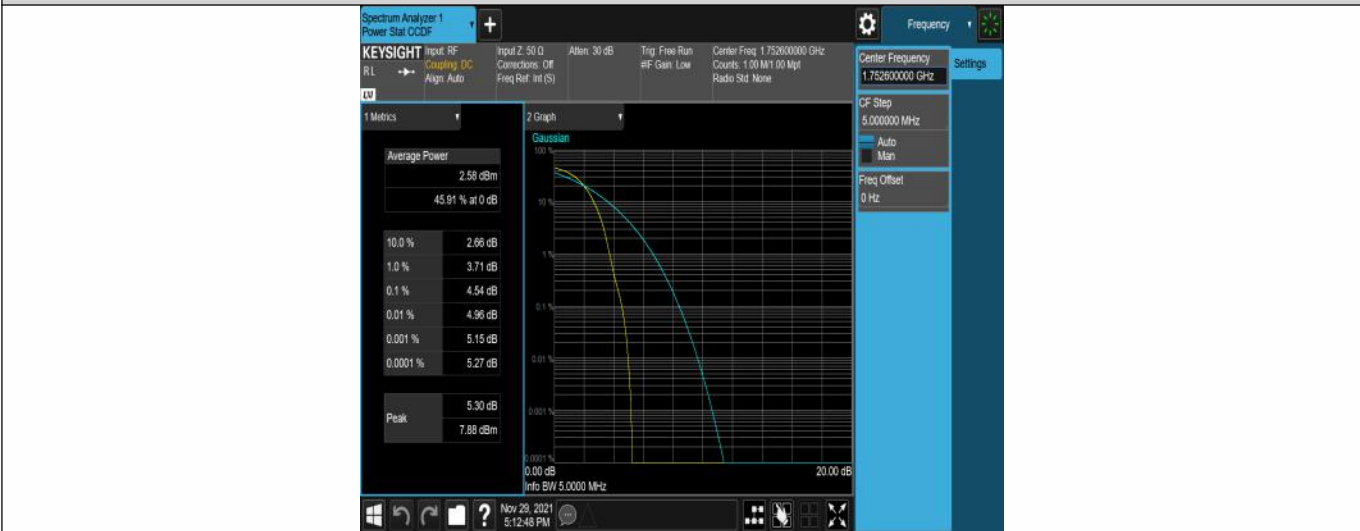 Spectrum Analyzer 1
Power Stat CCDF
+
Frequency
KEYSIGHT
RL
Input: RF
Coupling: DC
Align: Auto
Input Z: 50 Ω
Corrections: Off
Freq Ref: Int (S)
Atten: 30 dB
Trig: Free Run
#IF Gain: Low
Center Freq: 1.752600000 GHz
Counts: 1.00 M/1.00 Mpt
Radio Std: None
Center Frequency
1.752600000 GHz
Settings
CF Step
5.000000 MHz
Auto
Man
Freq Offset
0 Hz
1 Metrics
Average Power
2.58 dBm
45.91 % at 0 dB
10.0 % 2.66 dB
1.0 % 3.71 dB
0.1 % 4.54 dB
0.01 % 4.96 dB
0.001 % 5.15 dB
0.0001 % 5.27 dB
Peak
5.30 dB
7.88 dBm
2 Graph
Gaussian
100 %
10 %
1 %
0.1 %
0.01 %
0.001 %
0.0001 %
0.00 dB 20.00 dB
Info BW 5.0000 MHz
?
Nov 29, 2021
5:12:48 PM